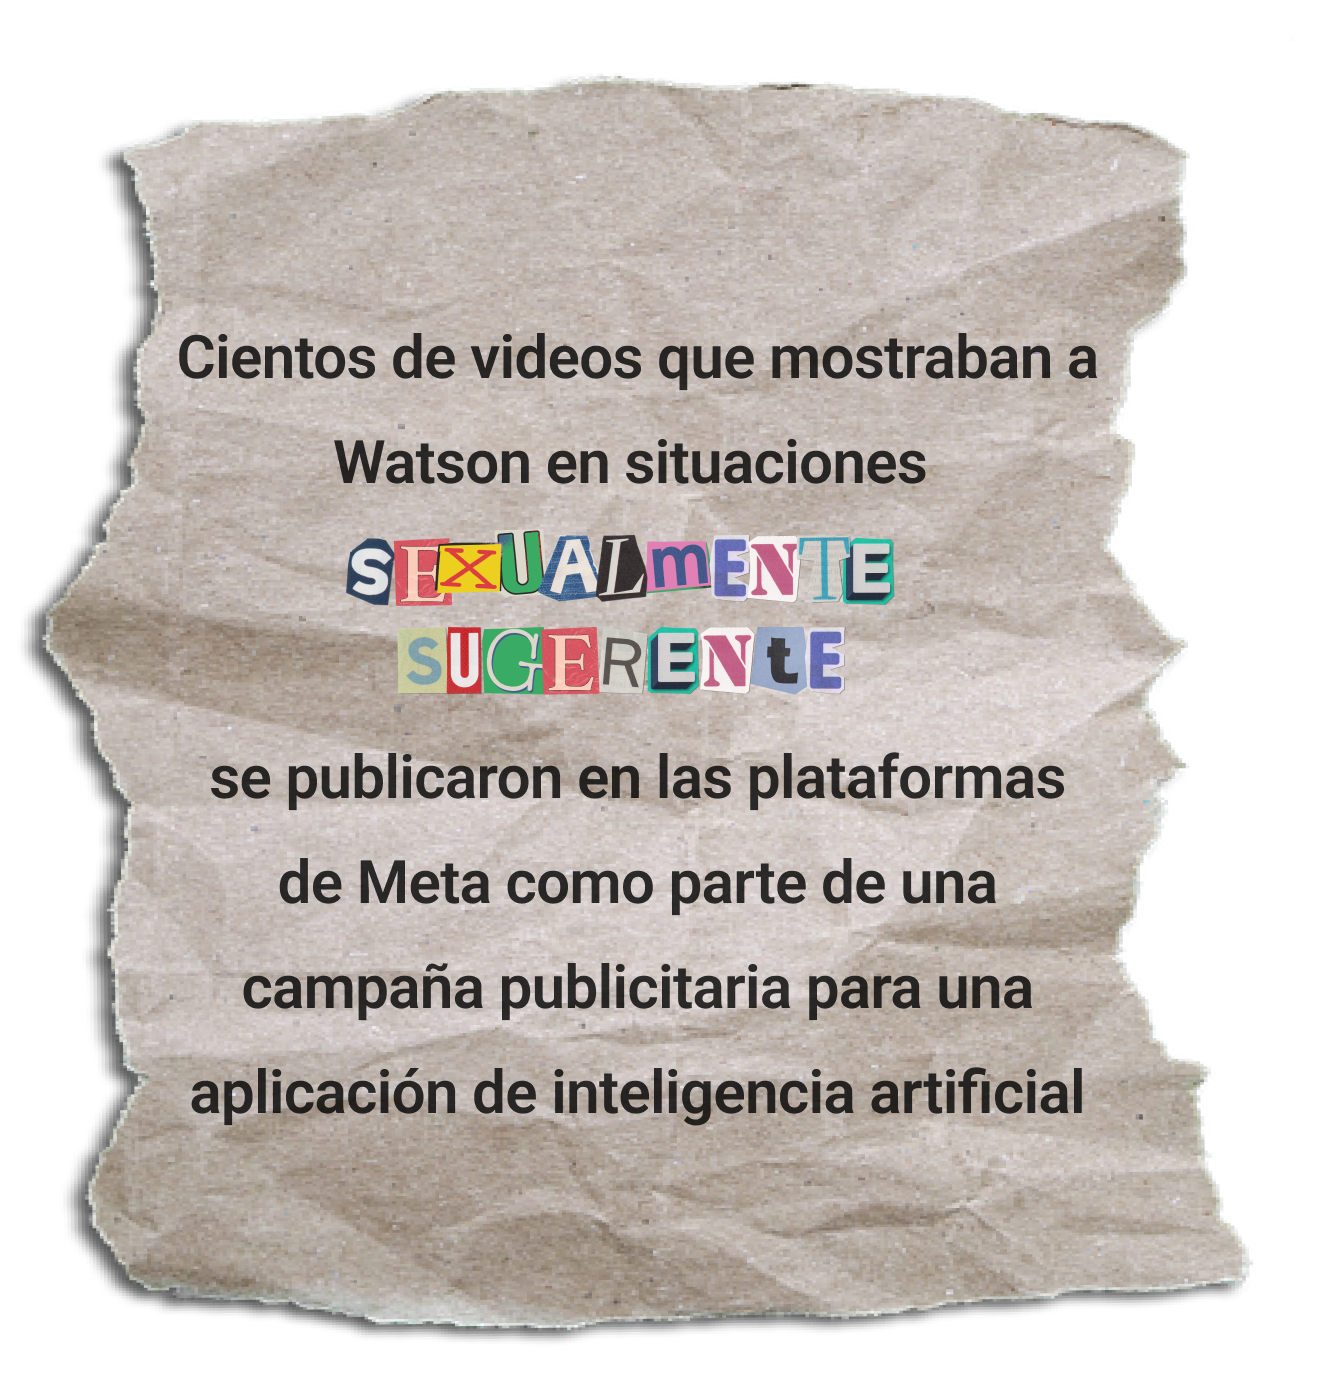 Cientos de videos que mostraban a
Watson en situaciones
SEXUALmENTE
SUGERENtE
se publicaron en las plataformas
de Meta como parte de una
campaña publicitaria para una
aplicación de inteligencia artificial